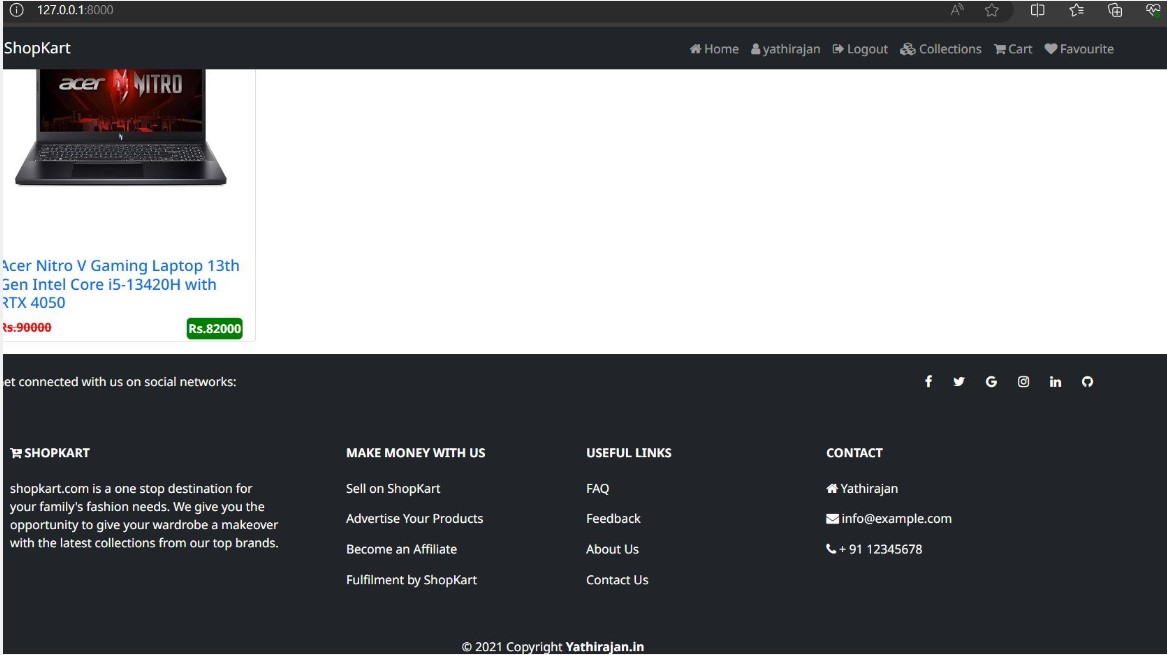 127.0.0.1:8000
ShopKart
Home yathirajan Logout Collections Cart Favourite
acer NITRO
Acer Nitro V Gaming Laptop 13th
Gen Intel Core i5-13420H with
RTX 4050
Rs.90000 Rs.82000
et connected with us on social networks:
SHOPKART
shopkart.com is a one stop destination for
your family's fashion needs. We give you the
opportunity to give your wardrobe a makeover
with the latest collections from our top brands.
MAKE MONEY WITH US
Sell on ShopKart
Advertise Your Products
Become an Affiliate
Fulfilment by ShopKart
USEFUL LINKS
FAQ
Feedback
About Us
Contact Us
CONTACT
Yathirajan
info@example.com
+ 91 12345678
© 2021 Copyright Yathirajan.in